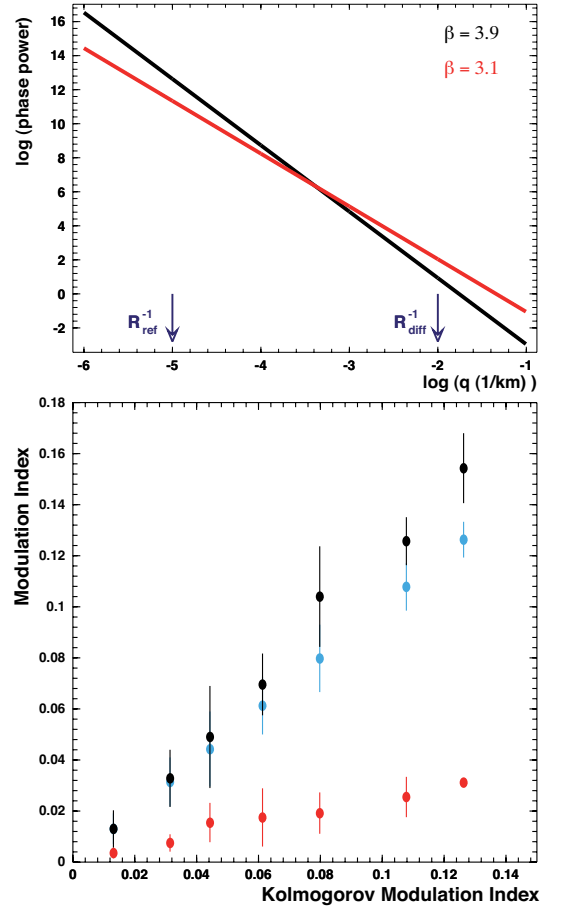 log (phase power)
16
14
12
10
8
6
4
2
0
-2
β = 3.9
β = 3.1
R⁻¹ref
R⁻¹diff
-6 -5 -4 -3 -2 -1
log (q (1/km) )
Modulation Index
0.18
0.16
0.14
0.12
0.1
0.08
0.06
0.04
0.02
0
0 0.02 0.04 0.06 0.08 0.1 0.12 0.14
Kolmogorov Modulation Index